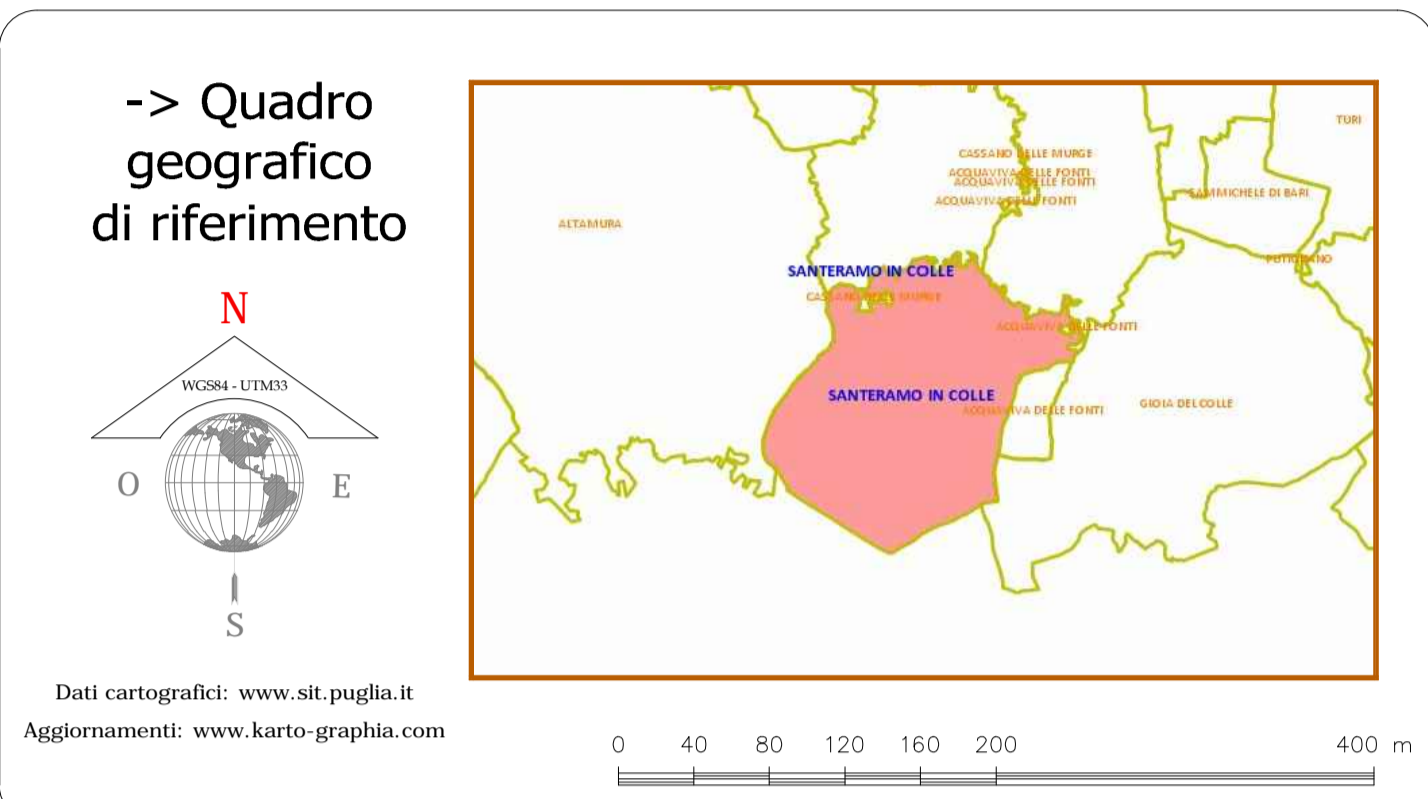 -> Quadro
geografico
di riferimento
N
WGS84 - UTM33
O
E
S
Dati cartografici: www.sit.puglia.it
Aggiornamenti: www.karto-graphia.com
TURI
CASSANO DELLE MURGE
ACQUAVIVA DELLE FONTI
ACQUAVIVA DELLE FONTI
SAMMICHELE DI BARI
ACQUAVIVA DELLE FONTI
ALTAMURA
PUTIGNANO
SANTERAMO IN COLLE
CASSANO DELLE MURGE
ACQUAVIVA DELLE FONTI
SANTERAMO IN COLLE
GIOIA DEL COLLE
ACQUAVIVA DELLE FONTI
0 40 80 120 160 200 400 m